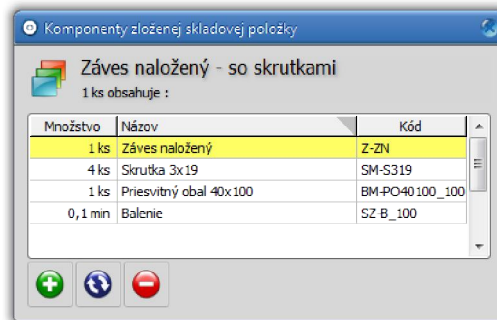 Komponenty zloženej skladovej položky
Záves naložený - so skrutkami
1 ks obsahuje :
Množstvo Názov Kód
1 ks Záves naložený Z-ZN
4 ks Skrutka 3x19 SM-S319
1 ks Priesvitný obal 40x100 BM-PO40100_100
0,1 min Balenie SZ-B_100